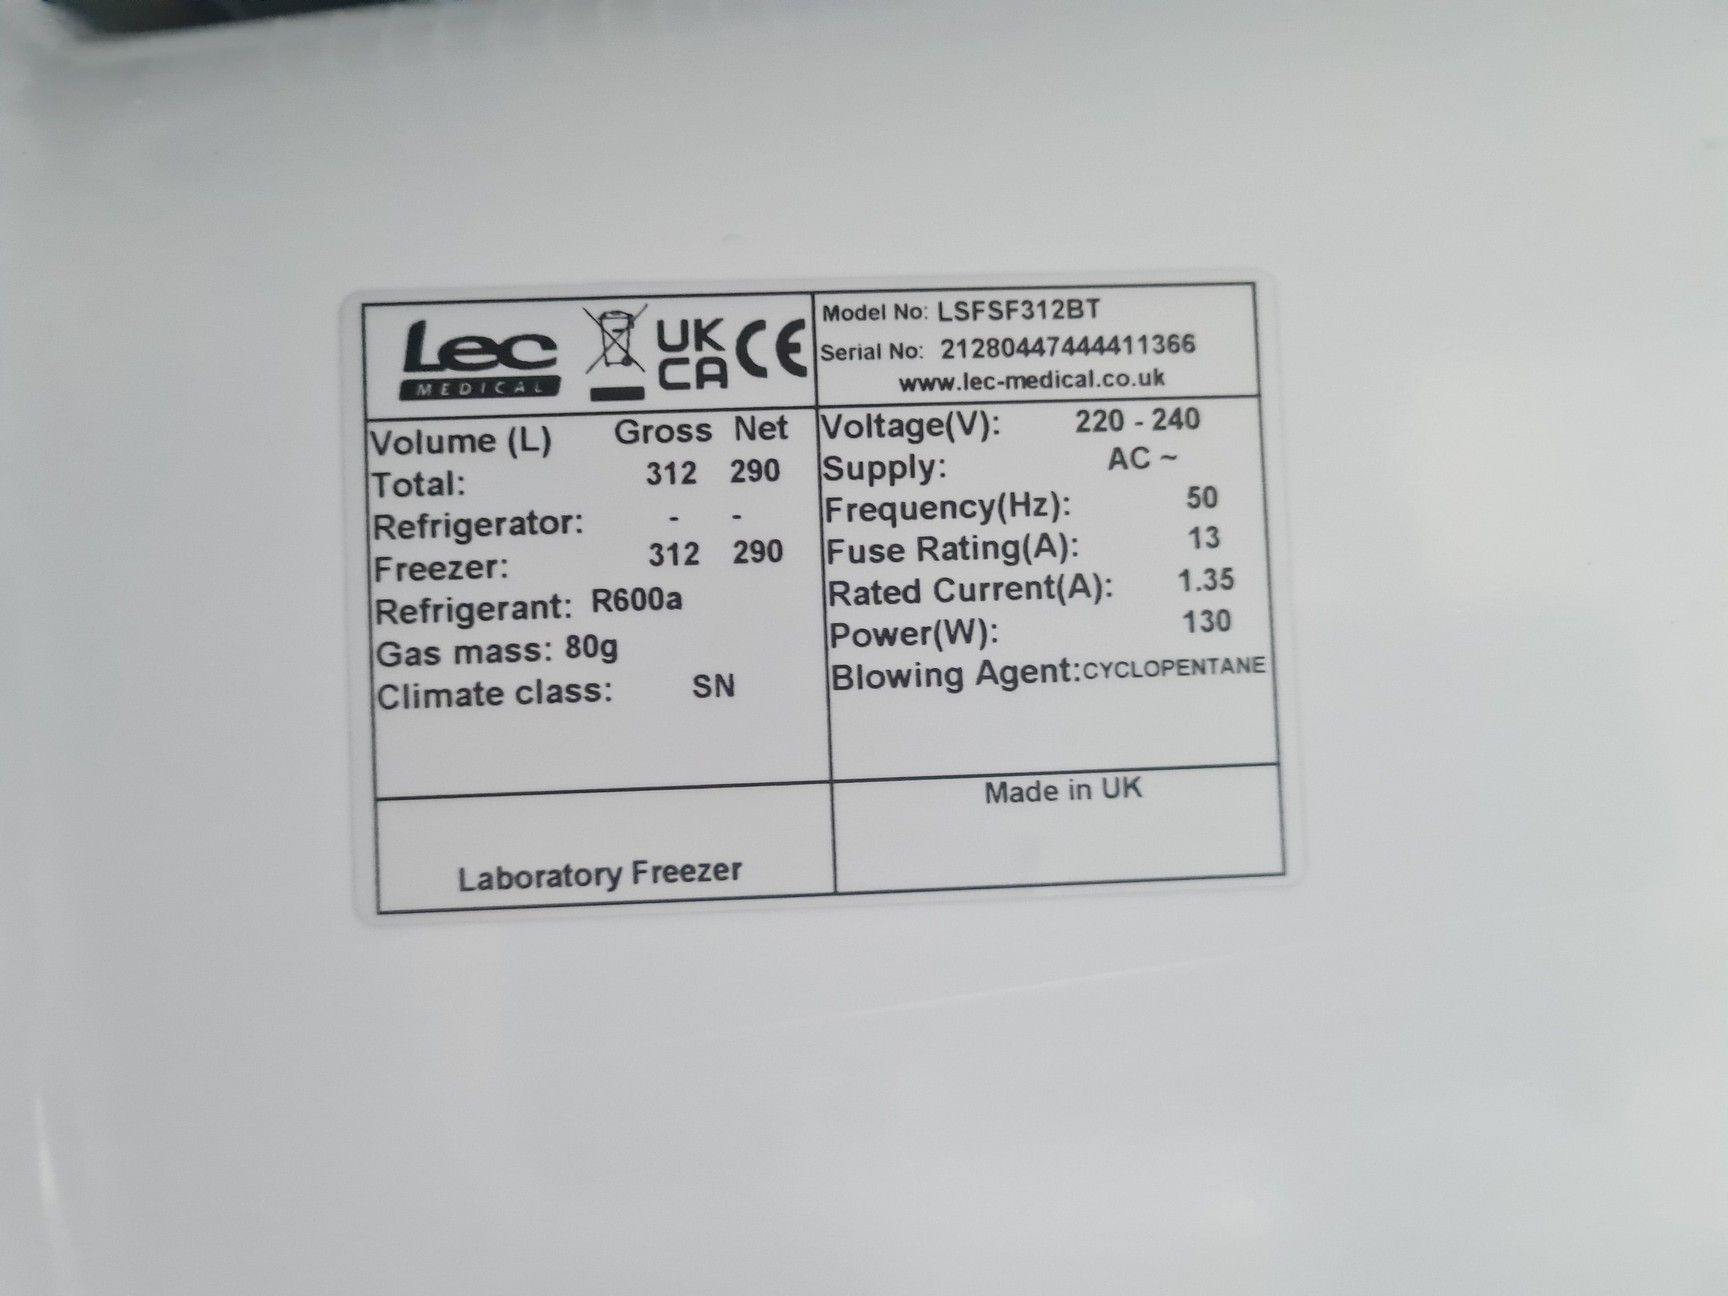 Lec
MEDICAL
UK
CA CE
Model No: LSFSF312BT
Serial No: 21280447444411366
www.lec-medical.co.uk
Volume (L) Gross Net
Total: 312 290
Refrigerator: - -
Freezer: 312 290
Refrigerant: R600a
Gas mass: 80g
Climate class: SN
Voltage(V): 220 - 240
Supply: AC ~
Frequency(Hz): 50
Fuse Rating(A): 13
Rated Current(A): 1.35
Power(W): 130
Blowing Agent:CYCLOPENTANE
Laboratory Freezer
Made in UK